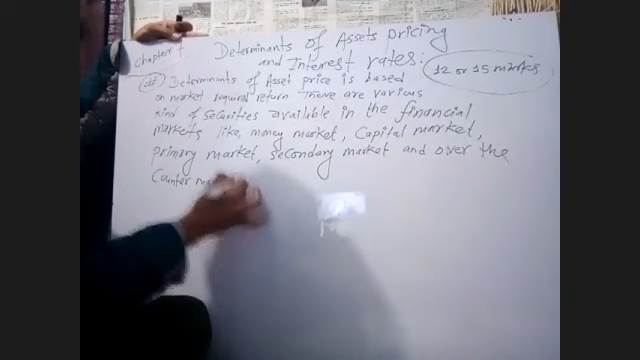 chapter 1
Determinants of Assets pricing
and Interest rates.
12 or 15 marks
Determinants of Asset price is based
on market required return There are various
kind of securities available in the financial
markets like, money market, Capital market,
primary market, secondary market and over the
Counter